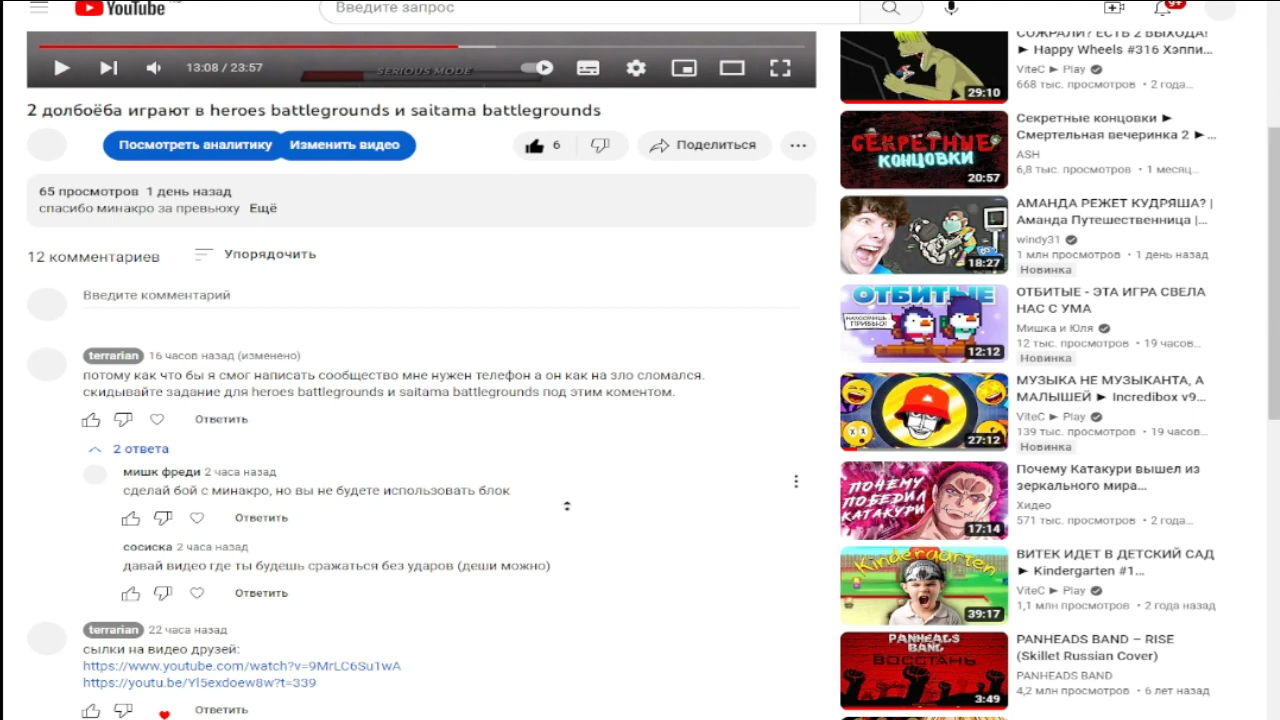 YouTube
Введите запрос
9+
SERIOUS MODE
13:08 / 23:57
2 долбоёба играют в heroes battlegrounds и saitama battlegrounds
Посмотреть аналитику
Изменить видео
6
Поделиться
65 просмотров 1 день назад
спасибо минакро за превьюху Ещё
12 комментариев
Упорядочить
Введите комментарий
terrarian 16 часов назад (изменено)
потому как что бы я смог написать сообщество мне нужен телефон а он как на зло сломался.
скидывайте задание для heroes battlegrounds и saitama battlegrounds под этим коментом.
Ответить
2 ответа
мишк фреди 2 часа назад
сделай бой с минакро, но вы не будете использовать блок
Ответить
сосиска 2 часа назад
давай видео где ты будешь сражаться без ударов (деши можно)
Ответить
terrarian 22 часа назад
сылки на видео друзей:
https://www.youtube.com/watch?v=9MrLC6Su1wA
https://youtu.be/Yl5exdoew8w?t=339
Ответить
СОЖРАЛИ? ЕСТЬ 2 ВЫХОДА!
► Happy Wheels #316 Хэппи...
ViteC ► Play
668 тыс. просмотров • 2 года...
29:10
Секретные концовки ►
Смертельная вечеринка 2 ►...
ASH
6,8 тыс. просмотров • 1 месяц...
СЕКРЕТНЫЕ
КОНЦОВКИ
20:57
АМАНДА РЕЖЕТ КУДРЯША? |
Аманда Путешественница |...
windy31
1 млн просмотров • 1 день назад
Новинка
18:27
ОТБИТЫЕ - ЭТА ИГРА СВЕЛА
НАС С УМА
Мишка и Юля
12 тыс. просмотров • 19 часов...
Новинка
ОТБИТЫЕ
12:12
МУЗЫКА НЕ МУЗЫКАНТА, А
МАЛЫШЕЙ ► Incredibox v9...
ViteC ► Play
139 тыс. просмотров • 19 часов...
Новинка
27:12
Почему Катакури вышел из
зеркального мира...
Хидео
571 тыс. просмотров • 2 года...
ПОЧЕМУ
ПОБЕДИЛ
КАТАКУРИ
17:14
ВИТЕК ИДЕТ В ДЕТСКИЙ САД
► Kindergarten #1...
ViteC ► Play
1,1 млн просмотров • 2 года назад
Kindergarten
39:17
PANHEADS BAND – RISE
(Skillet Russian Cover)
PANHEADS BAND
4,2 млн просмотров • 6 лет назад
PANHEADS
BAND
ВОССТАНЬ
3:49